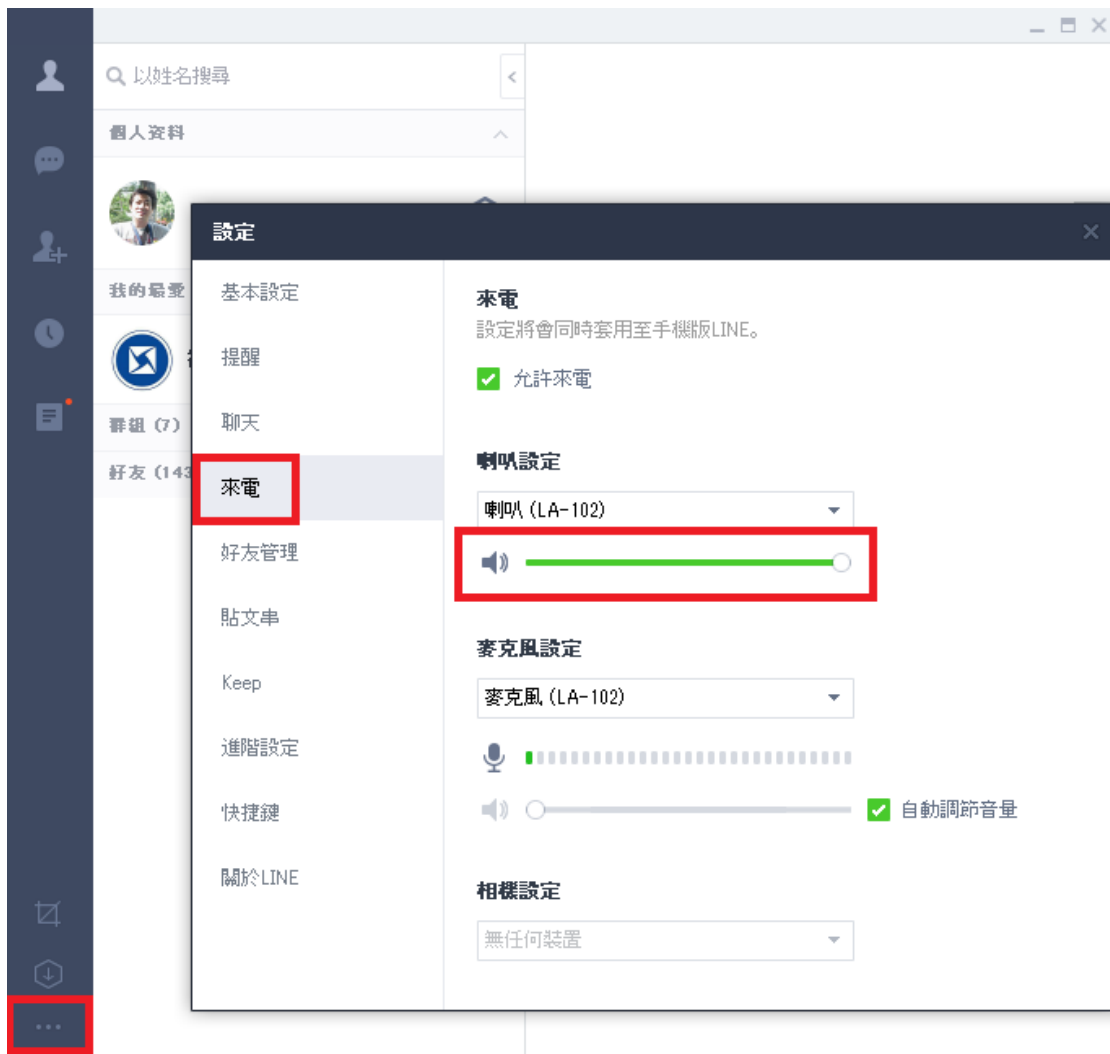 以姓名搜尋
個人資料
設定
我的最愛
基本設定
提醒
群組 (7)
聊天
好友 (143
來電
好友管理
貼文串
Keep
進階設定
快捷鍵
關於LINE
來電
設定將會同時套用至手機版LINE。
允許來電
喇叭設定
喇叭 (LA-102)
麥克風設定
麥克風 (LA-102)
自動調節音量
相機設定
無任何裝置